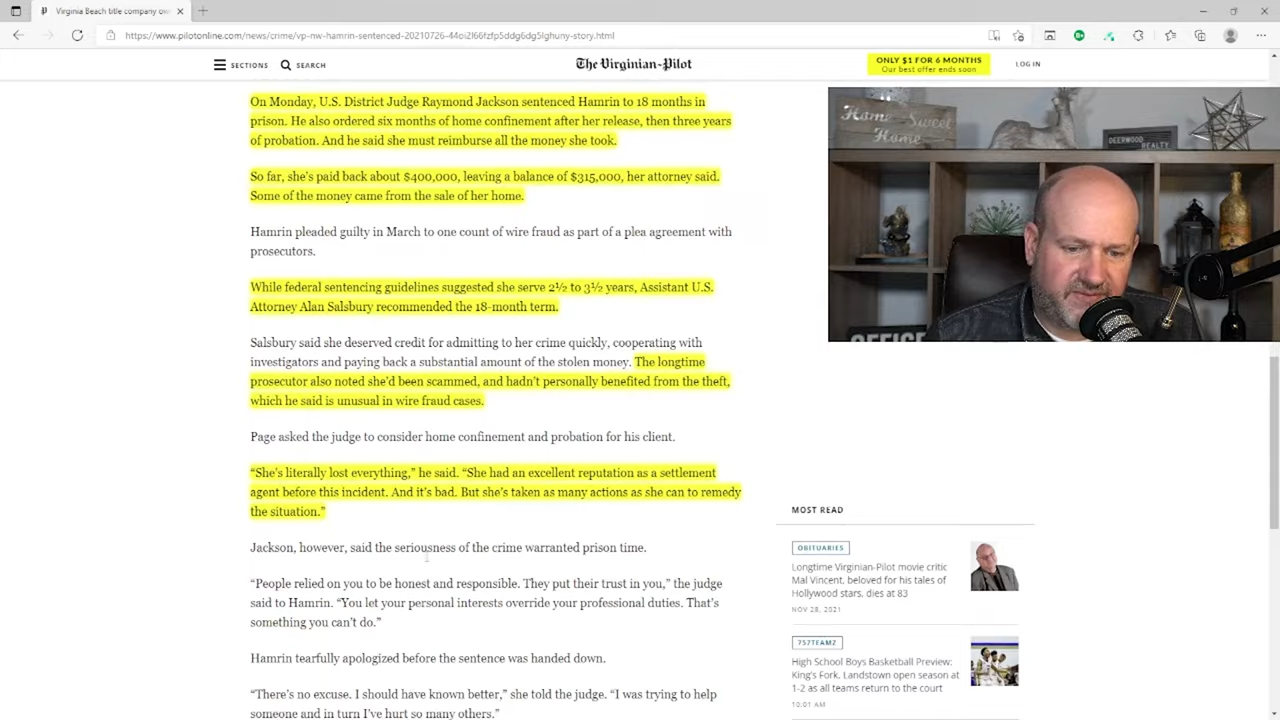 Virginia Beach title company ow
https://www.pilotonline.com/news/crime/vp-nw-hamrin-sentenced-20210726-44oi2l66fzfp5ddg6dg5lghuny-story.html
SECTIONS
SEARCH
The Virginian-Pilot
ONLY $1 FOR 6 MONTHS
Our best offer ends soon
LOG IN
On Monday, U.S. District Judge Raymond Jackson sentenced Hamrin to 18 months in
prison. He also ordered six months of home confinement after her release, then three years
of probation. And he said she must reimburse all the money she took.
So far, she’s paid back about $400,000, leaving a balance of $315,000, her attorney said.
Some of the money came from the sale of her home.
Hamrin pleaded guilty in March to one count of wire fraud as part of a plea agreement with
prosecutors.
While federal sentencing guidelines suggested she serve 2½ to 3½ years, Assistant U.S.
Attorney Alan Salsbury recommended the 18-month term.
Salsbury said she deserved credit for admitting to her crime quickly, cooperating with
investigators and paying back a substantial amount of the stolen money. The longtime
prosecutor also noted she’d been scammed, and hadn’t personally benefited from the theft,
which he said is unusual in wire fraud cases.
Page asked the judge to consider home confinement and probation for his client.
“She’s literally lost everything,” he said. “She had an excellent reputation as a settlement
agent before this incident. And it’s bad. But she’s taken as many actions as she can to remedy
the situation.”
Jackson, however, said the seriousness of the crime warranted prison time.
“People relied on you to be honest and responsible. They put their trust in you,” the judge
said to Hamrin. “You let your personal interests override your professional duties. That’s
something you can’t do.”
Hamrin tearfully apologized before the sentence was handed down.
“There’s no excuse. I should have known better,” she told the judge. “I was trying to help
someone and in turn I’ve hurt so many others.”
Home Sweet
Home
DEERWOOD
REALTY
OFFICE
MOST READ
OBITUARIES
Longtime Virginian-Pilot movie critic
Mal Vincent, beloved for his tales of
Hollywood stars, dies at 83
NOV 28, 2021
757TEAMZ
High School Boys Basketball Preview:
King’s Fork, Landstown open season at
1-2 as all teams return to the court
10:01 AM